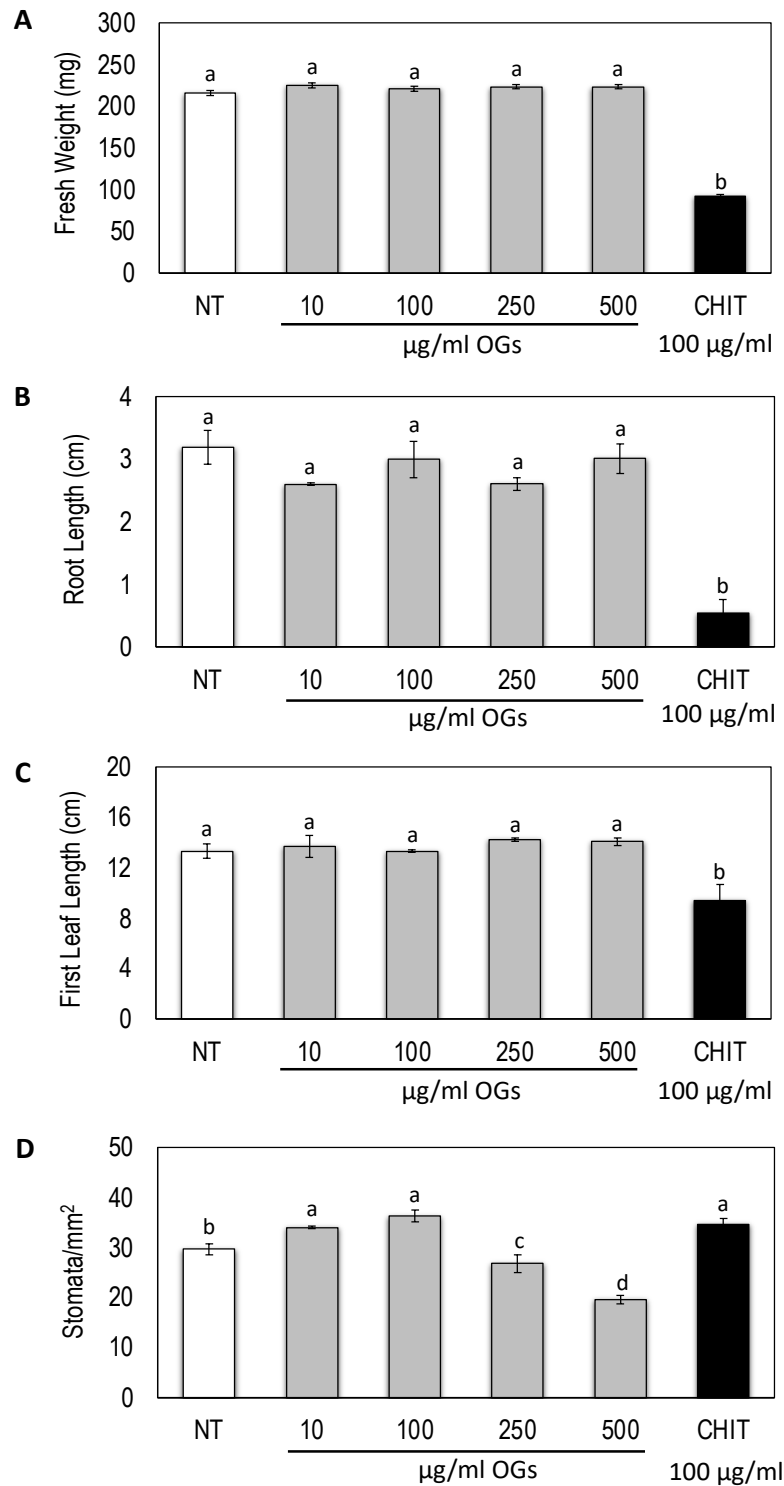 A
Fresh Weight (mg)
300
250
200
150
100
50
0
a
a
a
a
a
b
NT
10
100
250
500
CHIT
µg/ml OGs
100 µg/ml
B
Root Length (cm)
4
3
2
1
0
a
a
a
a
a
b
NT
10
100
250
500
CHIT
µg/ml OGs
100 µg/ml
C
First Leaf Length (cm)
20
16
12
8
4
0
a
a
a
a
a
b
NT
10
100
250
500
CHIT
µg/ml OGs
100 µg/ml
D
Stomata/mm²
50
40
30
20
10
0
b
a
a
c
d
a
NT
10
100
250
500
CHIT
µg/ml OGs
100 µg/ml